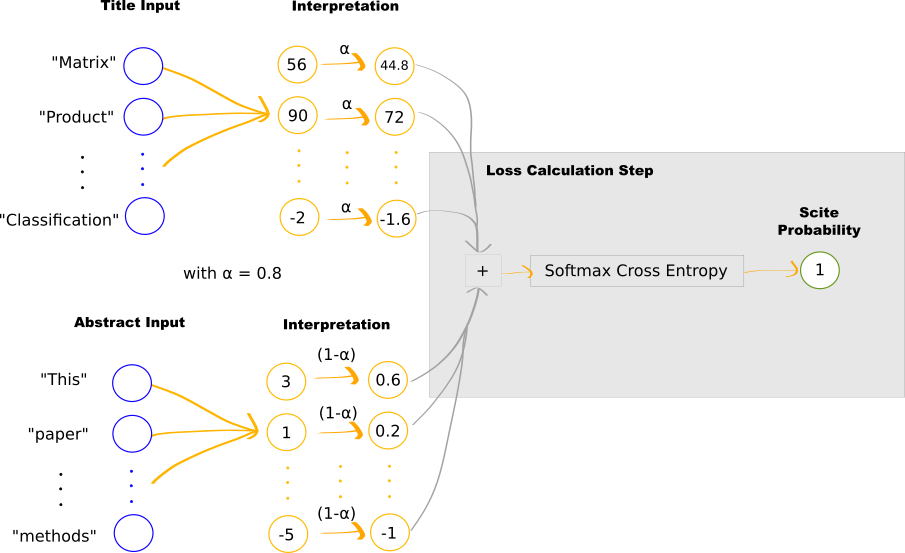 Title Input
Interpretation
"Matrix"
56
α
44.8
"Product"
90
α
72
"Classification"
-2
α
-1.6
with α = 0.8
Loss Calculation Step
+
Softmax Cross Entropy
Scite
Probability
1
Abstract Input
Interpretation
"This"
3
(1-α)
0.6
"paper"
1
(1-α)
0.2
"methods"
-5
(1-α)
-1